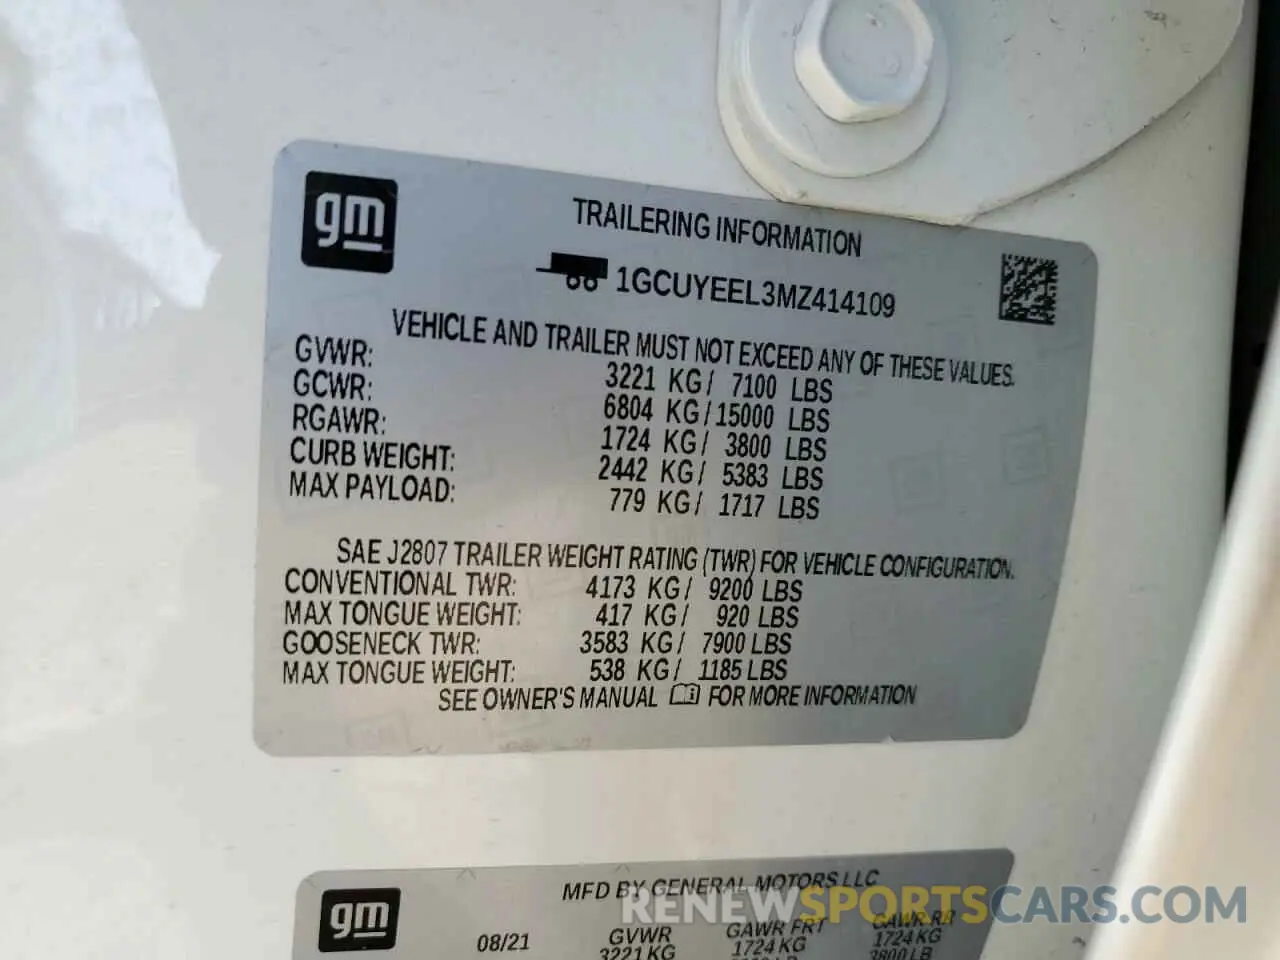 gm
TRAILERING INFORMATION
1GCUYEEL3MZ414109
VEHICLE AND TRAILER MUST NOT EXCEED ANY OF THESE VALUES.
GVWR: 3221 KG/ 7100 LBS
GCWR: 6804 KG/15000 LBS
RGAWR: 1724 KG/ 3800 LBS
CURB WEIGHT: 2442 KG/ 5383 LBS
MAX PAYLOAD: 779 KG/ 1717 LBS
SAE J2807 TRAILER WEIGHT RATING (TWR) FOR VEHICLE CONFIGURATION.
CONVENTIONAL TWR: 4173 KG/ 9200 LBS
MAX TONGUE WEIGHT: 417 KG/ 920 LBS
GOOSENECK TWR: 3583 KG/ 7900 LBS
MAX TONGUE WEIGHT: 538 KG/ 1185 LBS
SEE OWNER'S MANUAL FOR MORE INFORMATION
gm
MFD BY GENERAL MOTORS LLC
08/21 GVWR GAWR FRT GAWR RR
3221 KG 1724 KG 1724 KG
3800 LB
RENEWSPORTSCARS.COM